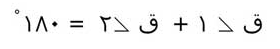 ق ∠ ١ + ق ∠ ٢ = ١٨٠°